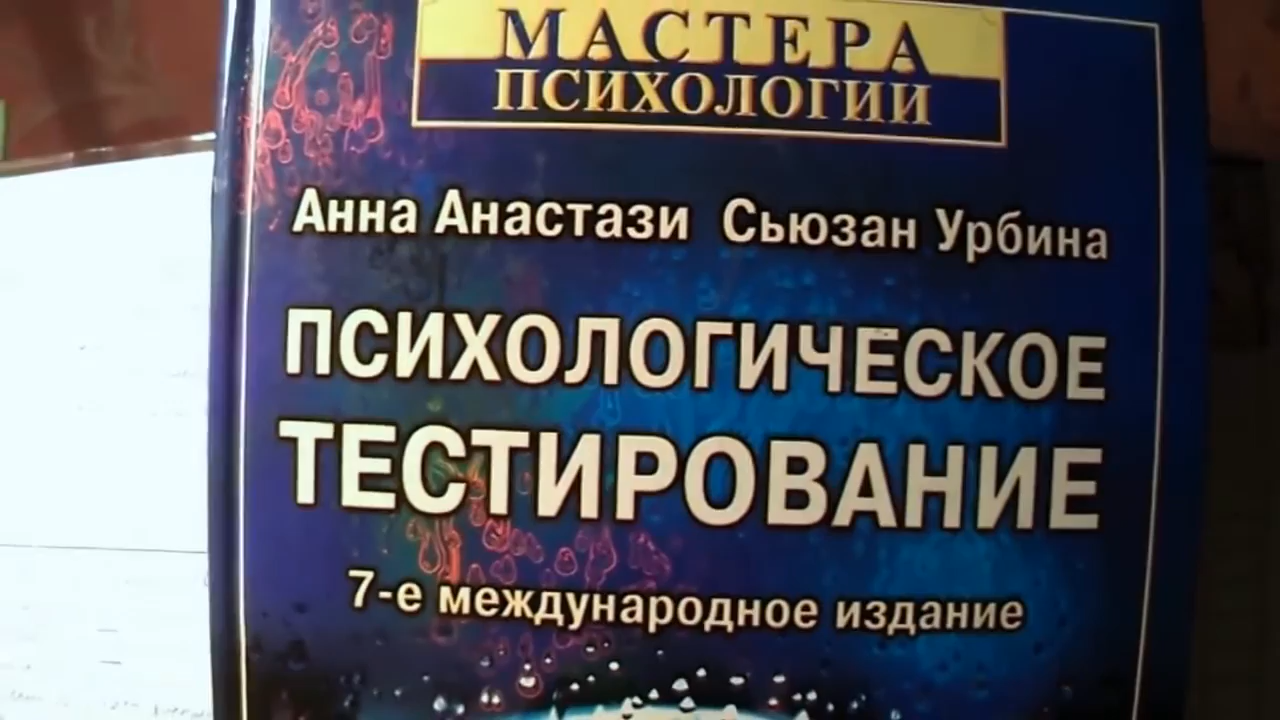 МАСТЕРА
ПСИХОЛОГИИ
Анна Анастази Сьюзан Урбина
ПСИХОЛОГИЧЕСКОЕ
ТЕСТИРОВАНИЕ
7-е международное издание